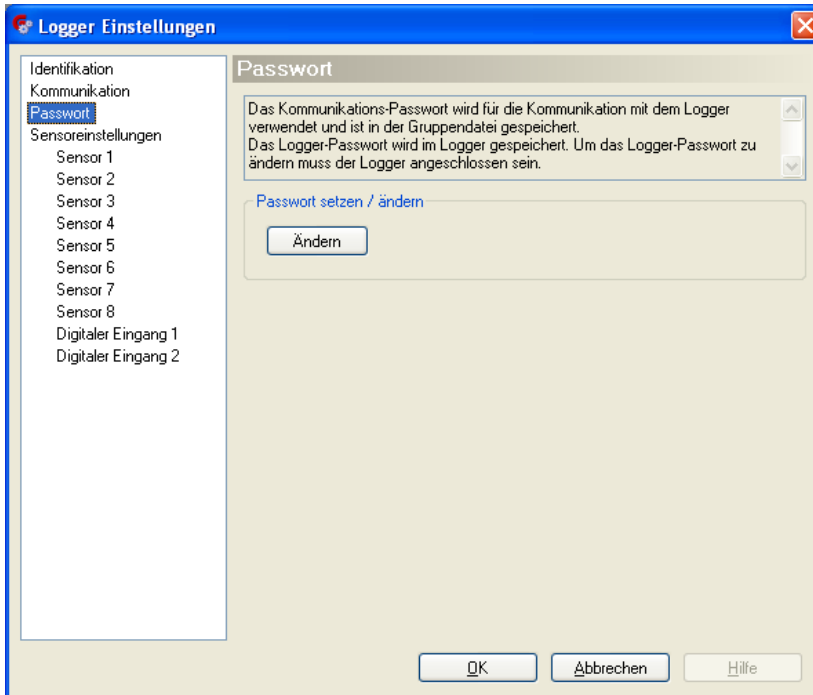 Logger Einstellungen
Identifikation
Kommunikation
Passwort
Sensoreinstellungen
Sensor 1
Sensor 2
Sensor 3
Sensor 4
Sensor 5
Sensor 6
Sensor 7
Sensor 8
Digitaler Eingang 1
Digitaler Eingang 2
Passwort
Das Kommunikations-Passwort wird für die Kommunikation mit dem Logger
verwendet und ist in der Gruppendatei gespeichert.
Das Logger-Passwort wird im Logger gespeichert. Um das Logger-Passwort zu
ändern muss der Logger angeschlossen sein.
Passwort setzen / ändern
Ändern
OK
Abbrechen
Hilfe